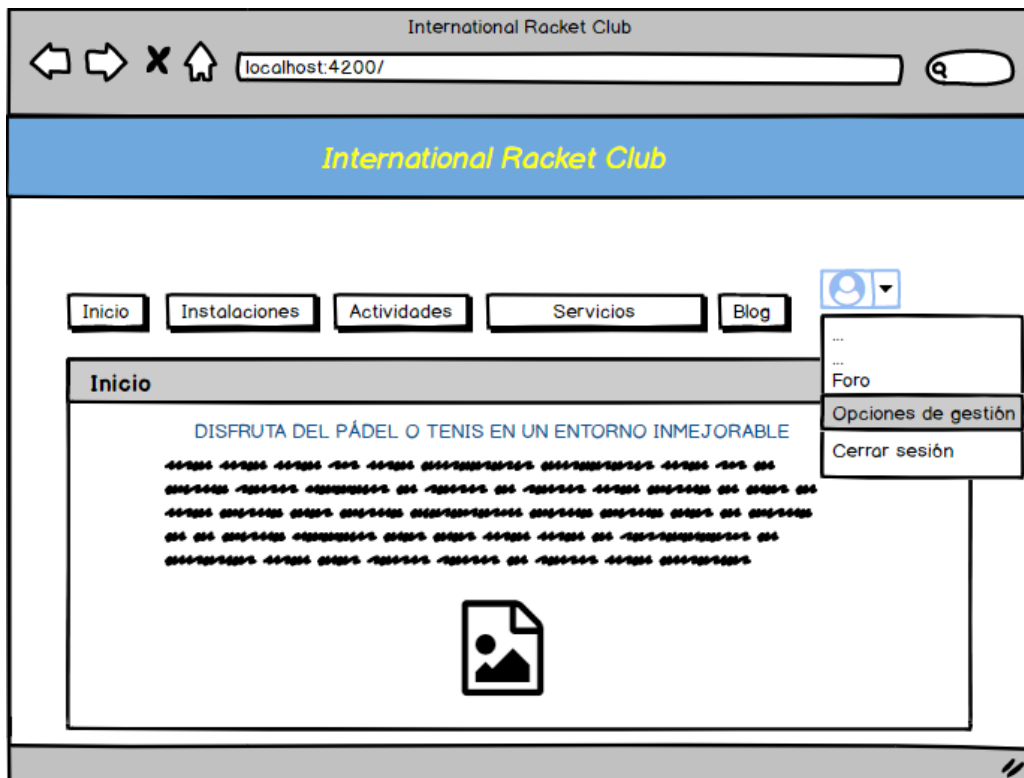 International Racket Club
localhost:4200/
International Racket Club
Inicio
Instalaciones
Actividades
Servicios
Blog
...
...
Foro
Opciones de gestión
Cerrar sesión
Inicio
DISFRUTA DEL PÁDEL O TENIS EN UN ENTORNO INMEJORABLE